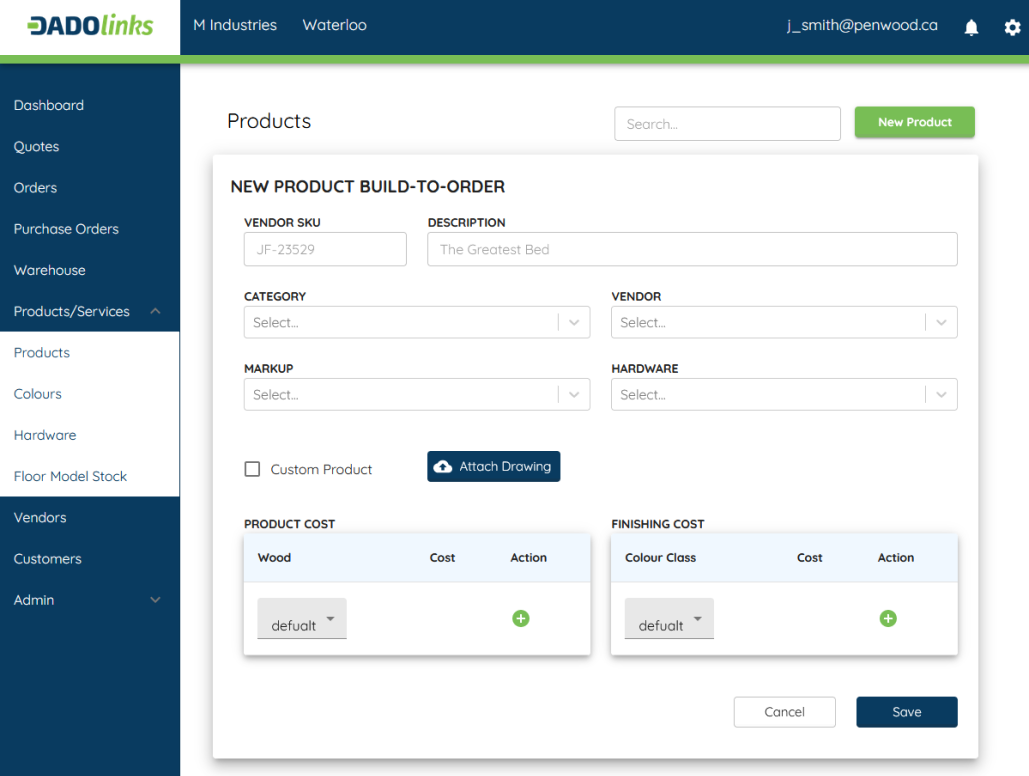 DADOlinks M Industries Waterloo j_smith@penwood.ca
Dashboard
Quotes
Orders
Purchase Orders
Warehouse
Products/Services
Products
Colours
Hardware
Floor Model Stock
Vendors
Customers
Admin
Products Search... New Product
NEW PRODUCT BUILD-TO-ORDER
VENDOR SKU DESCRIPTION
JF-23529 The Greatest Bed
CATEGORY VENDOR
Select... Select...
MARKUP HARDWARE
Select... Select...
Custom Product Attach Drawing
PRODUCT COST FINISHING COST
Wood Cost Action Colour Class Cost Action
defualt defualt
Cancel Save